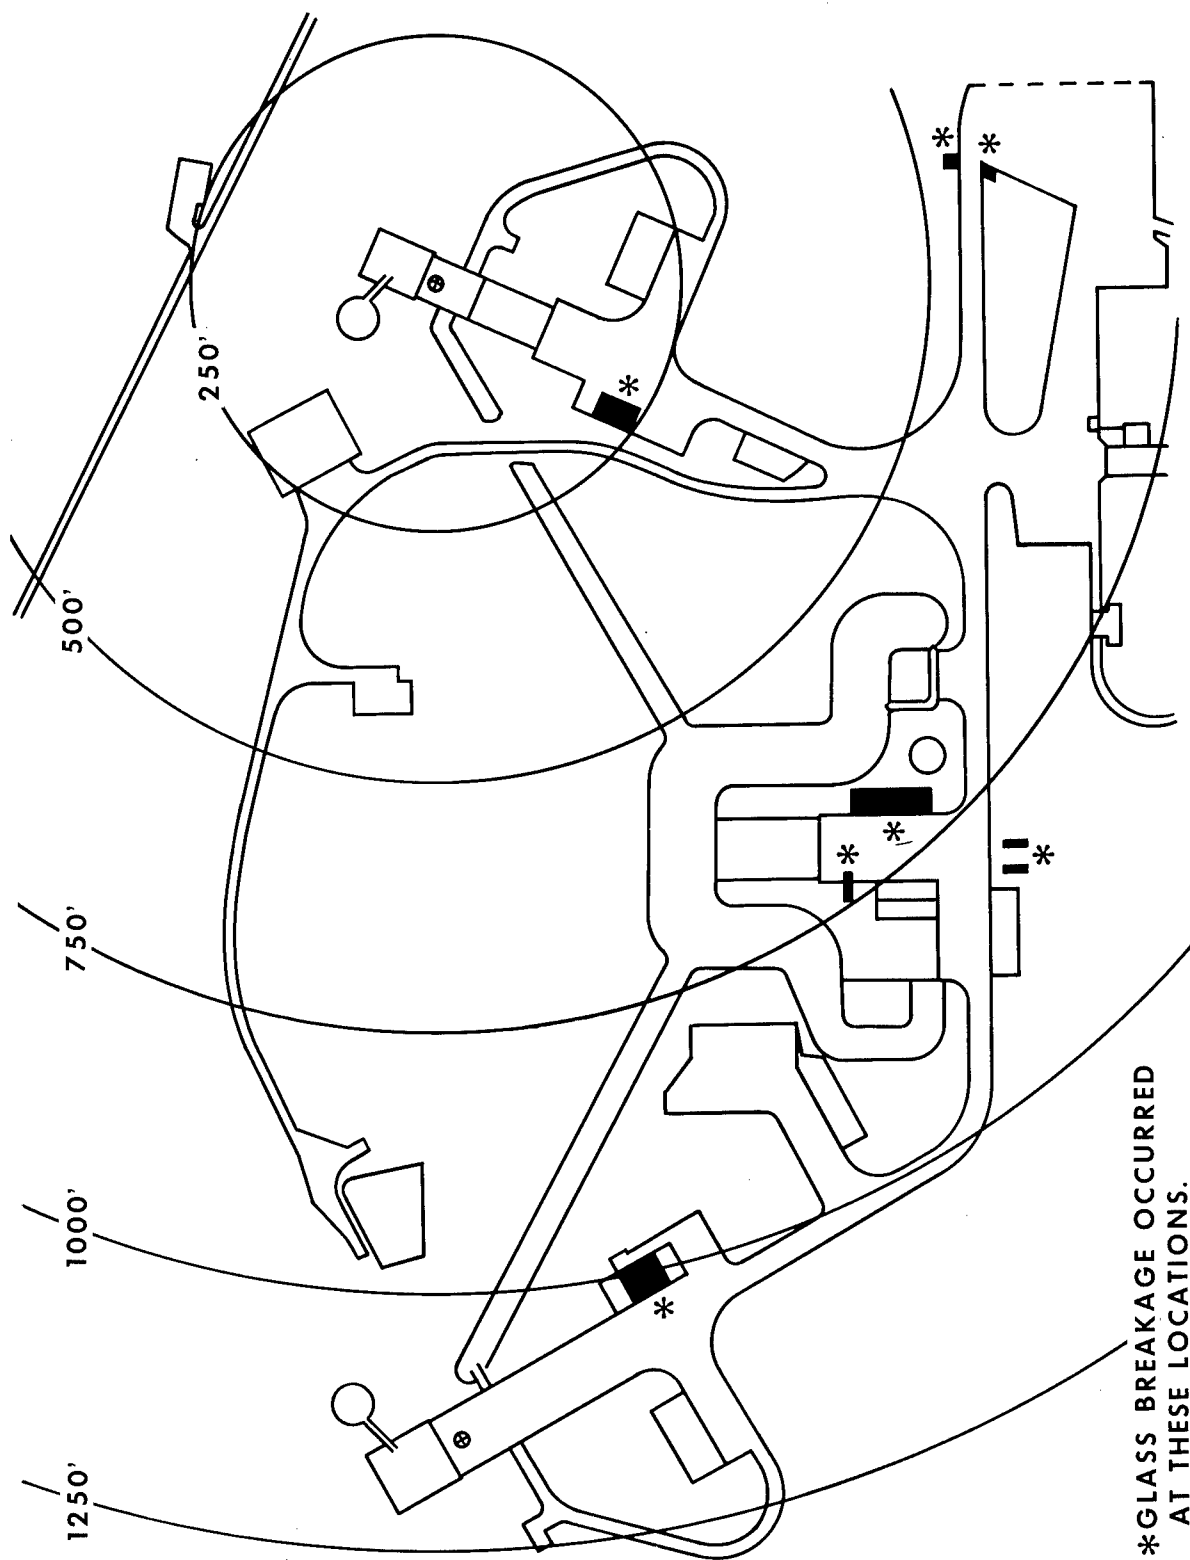 250'
500'
750'
1000'
1250'
*GLASS BREAKAGE OCCURRED
AT THESE LOCATIONS.